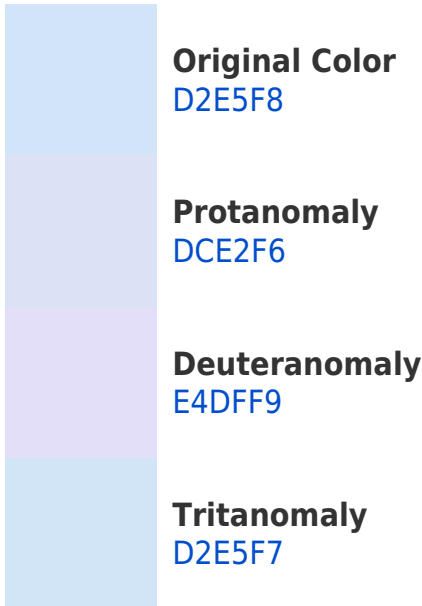 Original Color
D2E5F8
Protanomaly
DCE2F6
Deuteranomaly
E4DFF9
Tritanomaly
D2E5F7